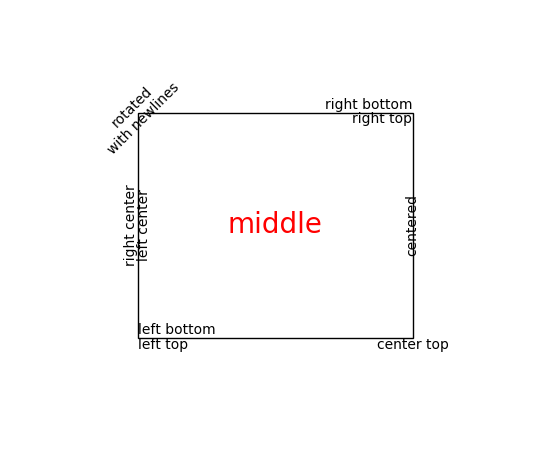 rotated
with newlines
right bottom
right top
right center
left center
middle
centered
left bottom
left top
center top